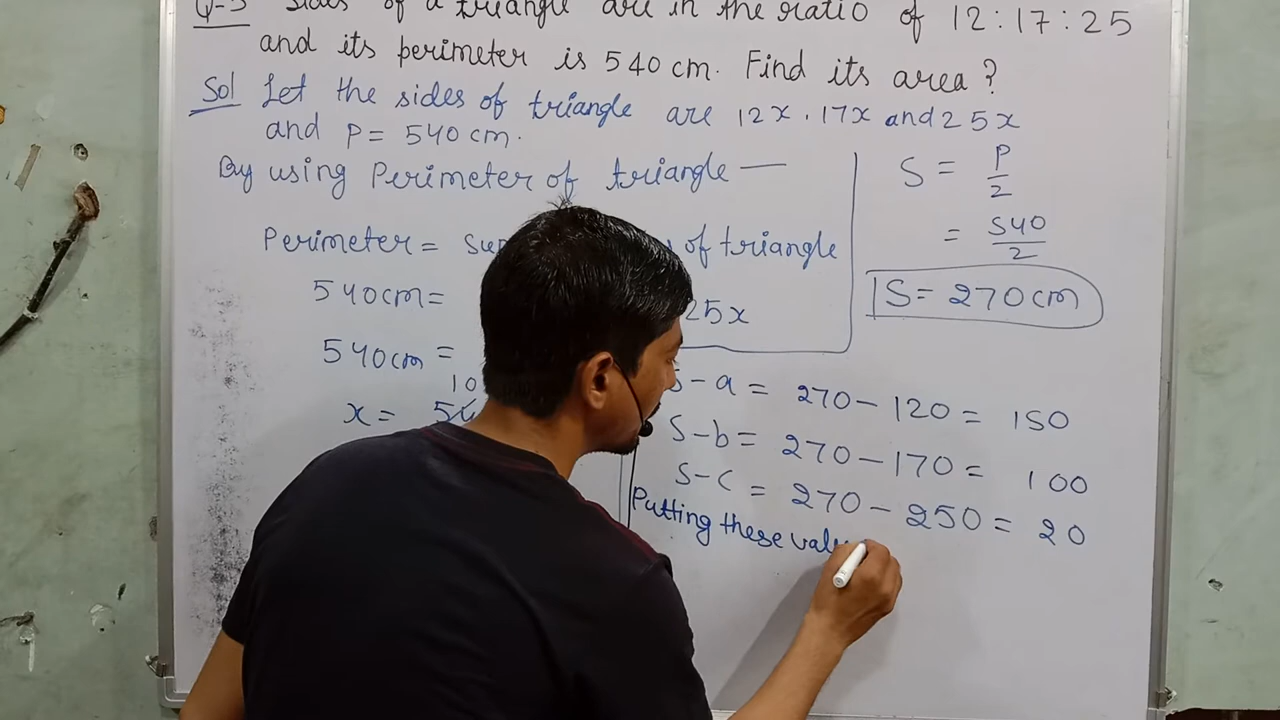 Q-5 Sides of a triangle are in the ratio of 12:17:25
and its perimeter is 540 cm. Find its area?
Sol Let the sides of triangle are 12x, 17x and 25x
and P= 540 cm.
By using Perimeter of triangle —
Perimeter = of triangle
540cm=
25x
540cm =
10
x =
S = P/2
= 540/2
S = 270 cm
S-a = 270-120 = 150
S-b = 270-170 = 100
S-c = 270-250 = 20
Putting these